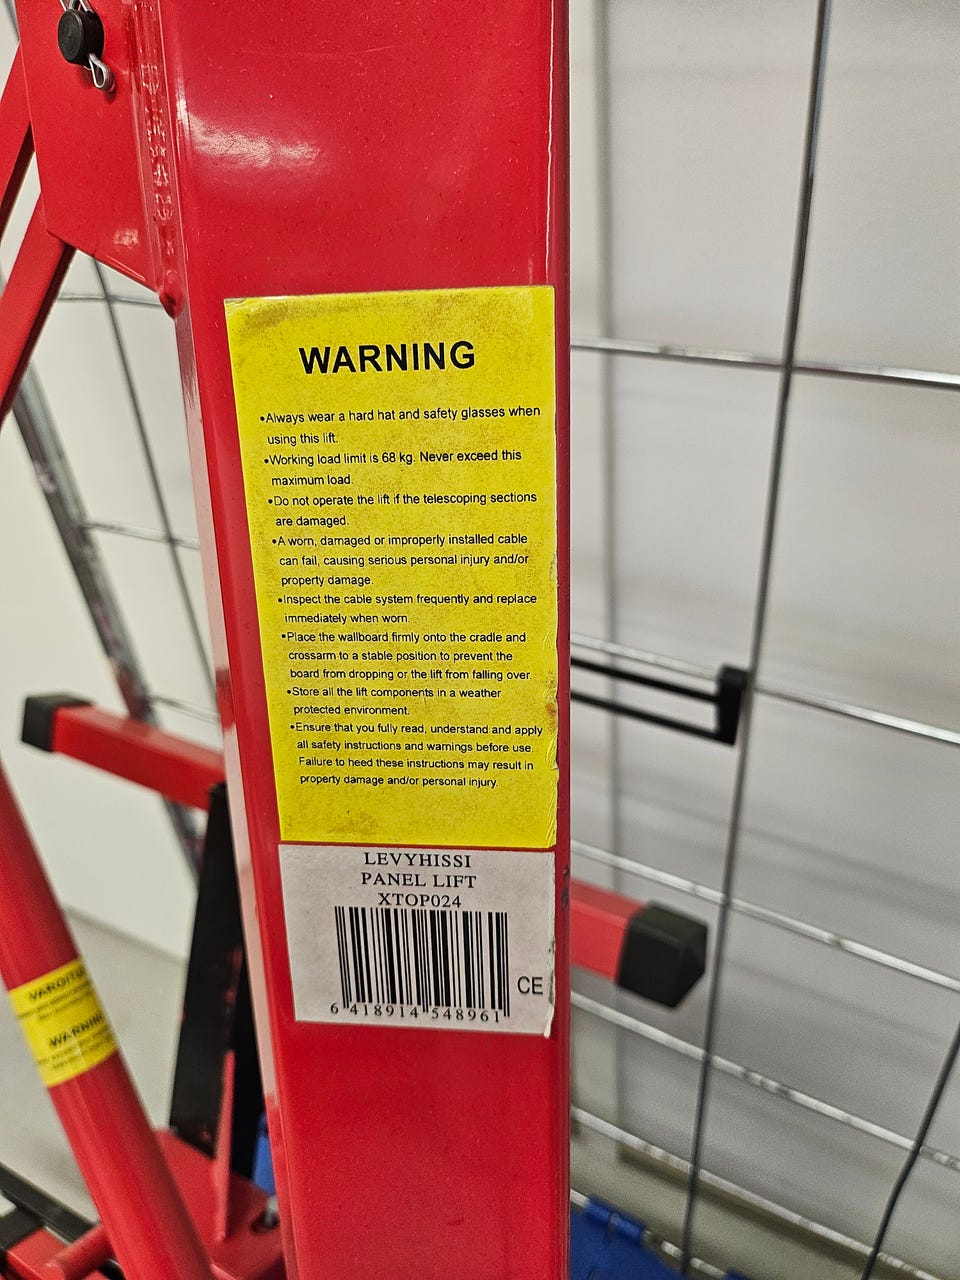 WARNING
•Always wear a hard hat and safety glasses when
using this lift.
•Working load limit is 68 kg. Never exceed this
maximum load.
•Do not operate the lift if the telescoping sections
are damaged.
•A worn, damaged or improperly installed cable
can fail, causing serious personal injury and/or
property damage.
•Inspect the cable system frequently and replace
immediately when worn.
•Place the wallboard firmly onto the cradle and
crossarm to a stable position to prevent the
board from dropping or the lift from falling over.
•Store all the lift components in a weather
protected environment.
•Ensure that you fully read, understand and apply
all safety instructions and warnings before use.
Failure to heed these instructions may result in
property damage and/or personal injury.
LEVYHISSI
PANEL LIFT
XTOP024
CE
6 418914 548961
WARNING